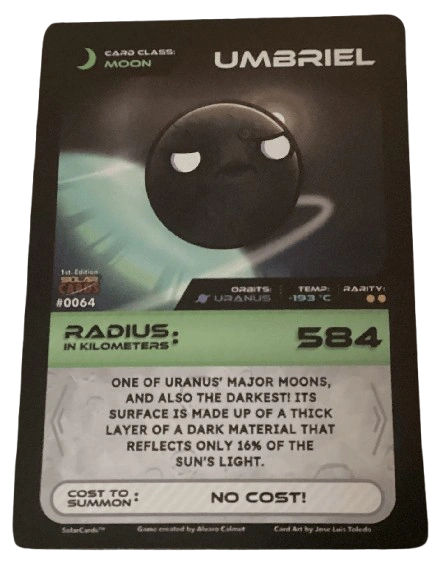 CARD CLASS:
MOON
UMBRIEL
1st. Edition
SOLAR
CARDS
#0064
ORBITS:
URANUS
TEMP:
-193 °C
RARITY:
RADIUS:
IN KILOMETERS
584
ONE OF URANUS' MAJOR MOONS,
AND ALSO THE DARKEST! ITS
SURFACE IS MADE UP OF A THICK
LAYER OF A DARK MATERIAL THAT
REFLECTS ONLY 16% OF THE
SUN'S LIGHT.
COST TO
SUMMON:
NO COST!
SolarCards™
Game created by Alvaro Calmet
Card Art by Jose Luis Toledo